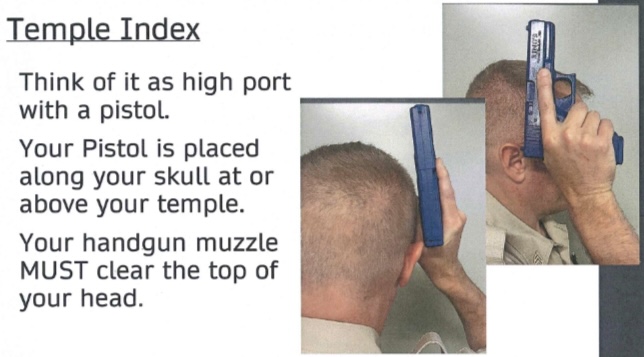 Temple Index
Think of it as high port
with a pistol.
Your Pistol is placed
along your skull at or
above your temple.
Your handgun muzzle
MUST clear the top of
your head.
RINGS